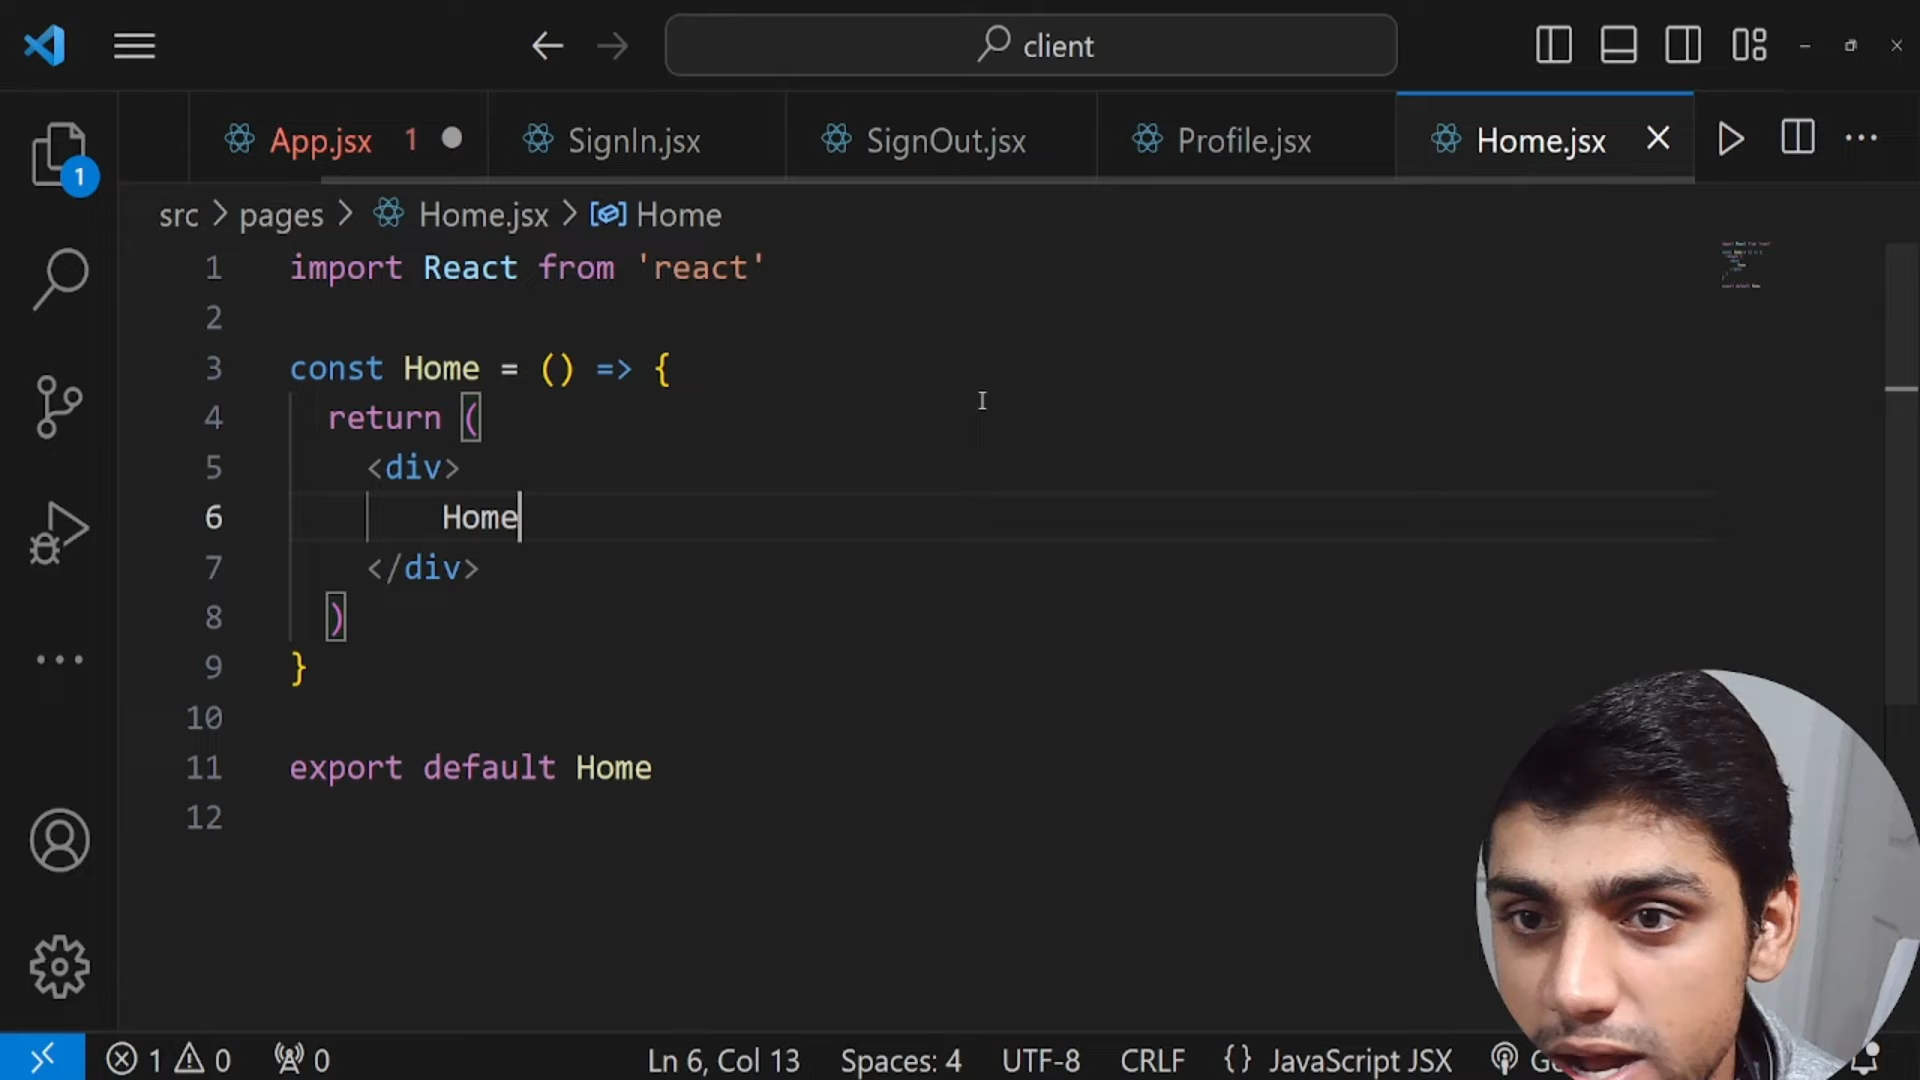 client
App.jsx 1 SignIn.jsx SignOut.jsx Profile.jsx Home.jsx
1
src > pages > Home.jsx > Home
1 import React from 'react'
2
3 const Home = () => {
4 return (
5 <div>
6 Home
7 </div>
8 )
9 }
10
11 export default Home
12
1 0 0 Ln 6, Col 13 Spaces: 4 UTF-8 CRLF {} JavaScript JSX